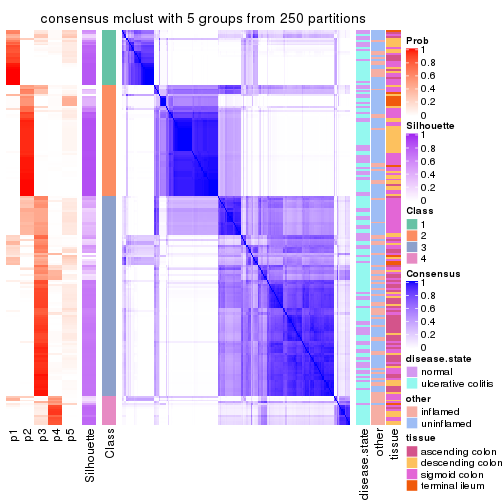 consensus mclust with 5 groups from 250 partitions
Prob
1
0.8
0.6
0.4
0.2
0
Silhouette
1
0.8
0.6
0.4
0.2
0
Class
1
2
3
4
Consensus
1
0.8
0.6
0.4
0.2
0
disease.state
normal
ulcerative colitis
other
inflamed
uninflamed
tissue
ascending colon
descending colon
sigmoid colon
terminal ileum
p1
p2
p3
p4
p5
Silhouette
Class
disease.state
other
tissue